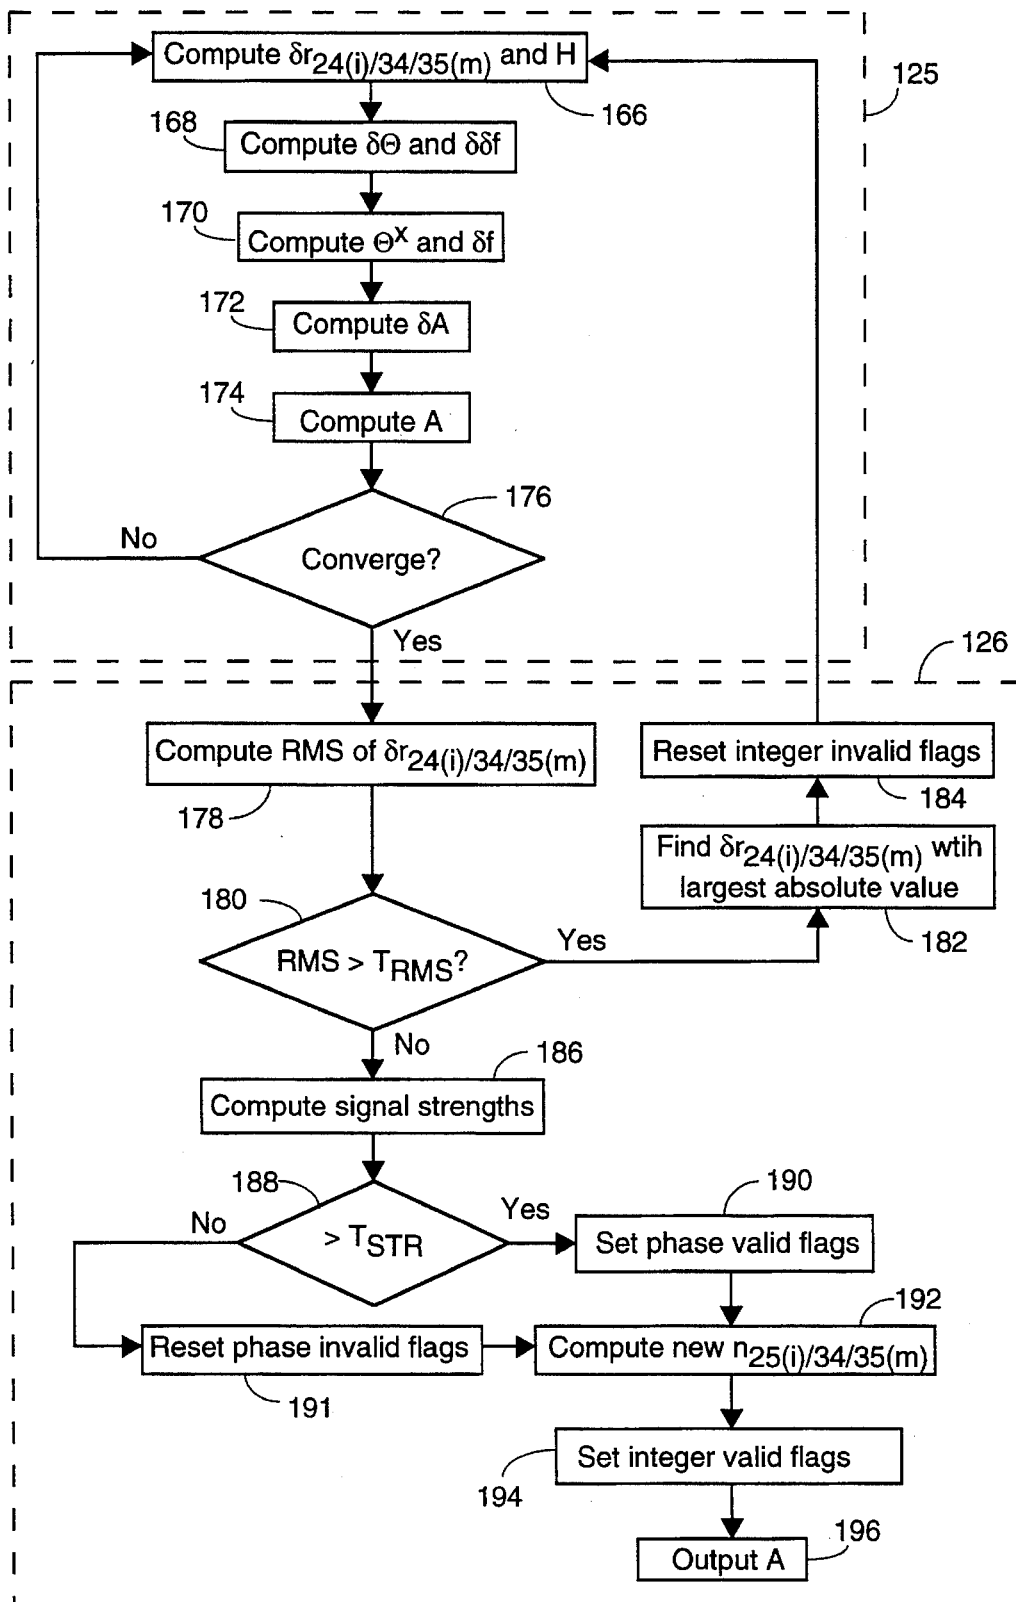 Compute δr24(i)/34/35(m) and H
125
166
168
Compute δΘ and δδf
170
Compute Θx and δf
172
Compute δA
174
Compute A
176
No
Converge?
Yes
126
Compute RMS of δr24(i)/34/35(m)
178
Reset integer invalid flags
184
Find δr24(i)/34/35(m) wtih
largest absolute value
182
180
RMS > TRMS?
Yes
No
186
Compute signal strengths
188
No
> TSTR
Yes
190
Set phase valid flags
192
Reset phase invalid flags
191
Compute new n25(i)/34/35(m)
Set integer valid flags
194
196
Output A